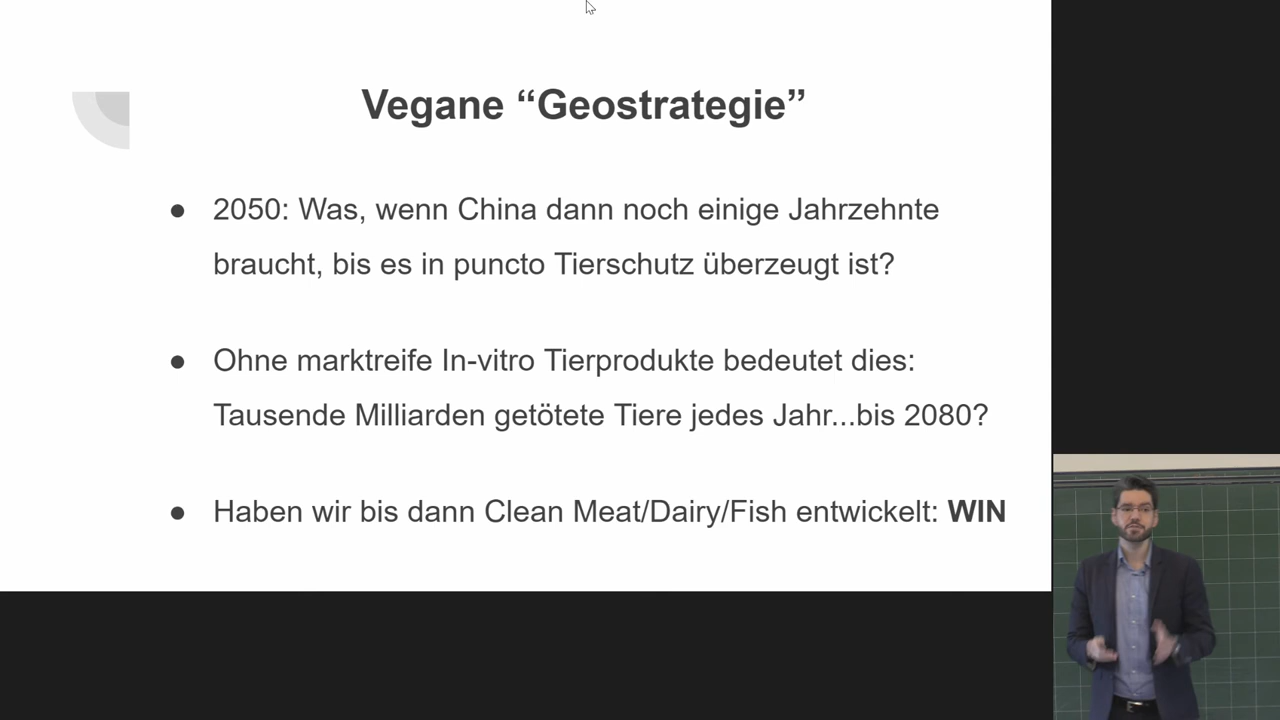 Vegane “Geostrategie”
● 2050: Was, wenn China dann noch einige Jahrzehnte
braucht, bis es in puncto Tierschutz überzeugt ist?
● Ohne marktreife In-vitro Tierprodukte bedeutet dies:
Tausende Milliarden getötete Tiere jedes Jahr...bis 2080?
● Haben wir bis dann Clean Meat/Dairy/Fish entwickelt: WIN